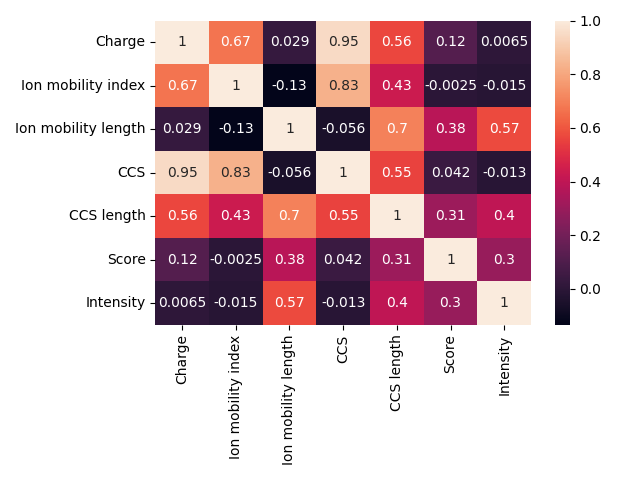 Charge 1 0.67 0.029 0.95 0.56 0.12 0.0065
Ion mobility index 0.67 1 -0.13 0.83 0.43 -0.0025 -0.015
Ion mobility length 0.029 -0.13 1 -0.056 0.7 0.38 0.57
CCS 0.95 0.83 -0.056 1 0.55 0.042 -0.013
CCS length 0.56 0.43 0.7 0.55 1 0.31 0.4
Score 0.12 -0.0025 0.38 0.042 0.31 1 0.3
Intensity 0.0065 -0.015 0.57 -0.013 0.4 0.3 1
Charge
Ion mobility index
Ion mobility length
CCS
CCS length
Score
Intensity
1.0
0.8
0.6
0.4
0.2
0.0